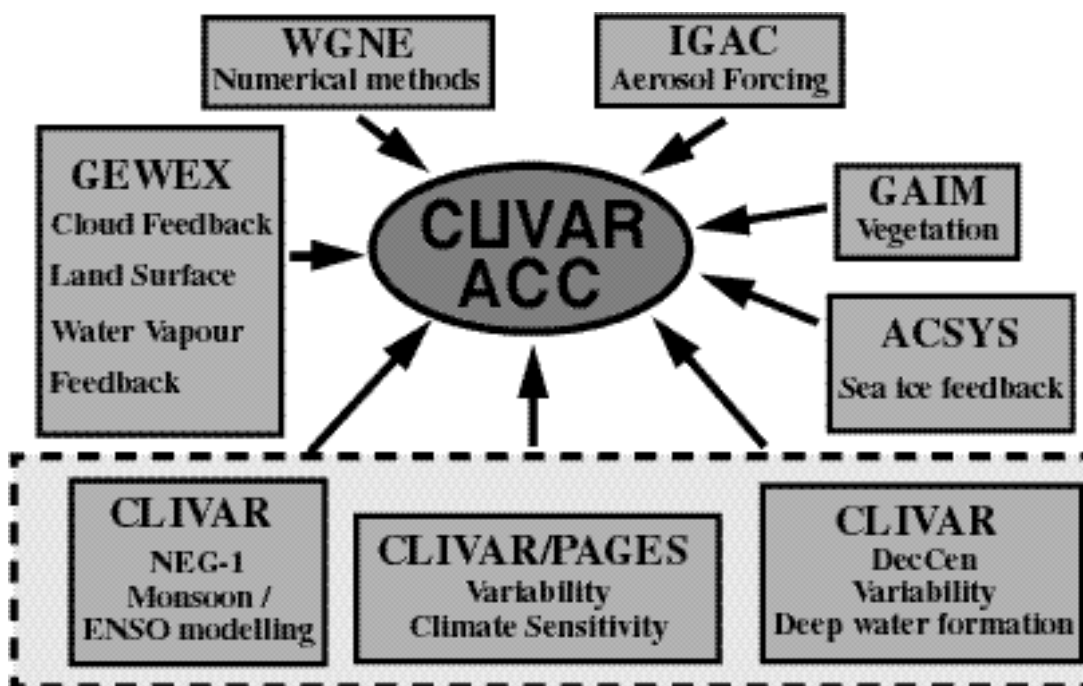 WGNE
Numerical methods
IGAC
Aerosol Forcing
GEWEX
Cloud Feedback
Land Surface
Water Vapour
Feedback
CLIVAR
ACC
GAIM
Vegetation
ACSYS
Sea ice feedback
CLIVAR
NEG-1
Monsoon /
ENSO modelling
CLIVAR/PAGES
Variability
Climate Sensitivity
CLIVAR
DecCen
Variability
Deep water formation